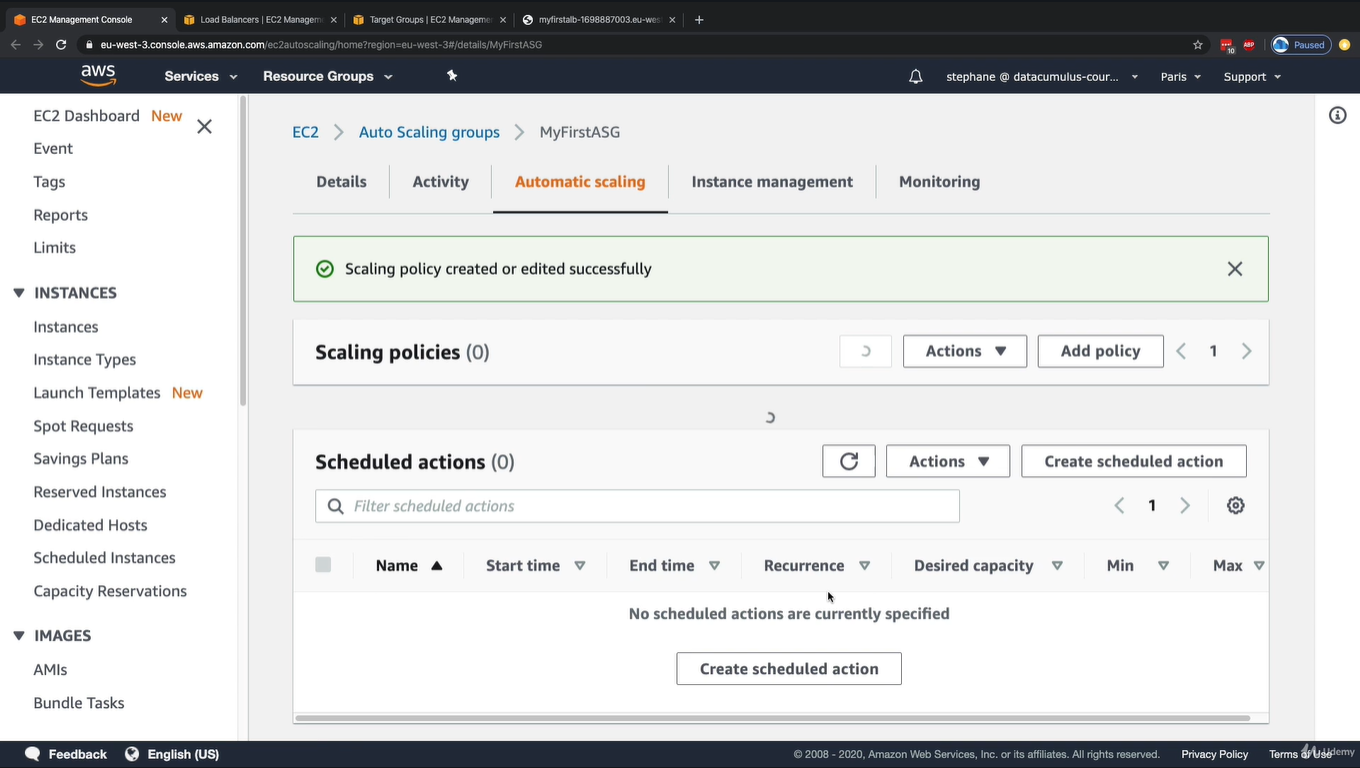 EC2 Management Console
Load Balancers | EC2 Managem
Target Groups | EC2 Manageme
myfirstalb-1698887003.eu-wes
eu-west-3.console.aws.amazon.com/ec2autoscaling/home?region=eu-west-3#/details/MyFirstASG
10
ABP
Paused
aws
Services
Resource Groups
stephane @ datacumulus-cour...
Paris
Support
EC2 Dashboard New
Event
Tags
Reports
Limits
INSTANCES
Instances
Instance Types
Launch Templates New
Spot Requests
Savings Plans
Reserved Instances
Dedicated Hosts
Scheduled Instances
Capacity Reservations
IMAGES
AMIs
Bundle Tasks
EC2 > Auto Scaling groups > MyFirstASG
Details
Activity
Automatic scaling
Instance management
Monitoring
Scaling policy created or edited successfully
Scaling policies (0)
Actions
Add policy
1
Scheduled actions (0)
Actions
Create scheduled action
Filter scheduled actions
1
Name
Start time
End time
Recurrence
Desired capacity
Min
Max
No scheduled actions are currently specified
Create scheduled action
Feedback
English (US)
© 2008 - 2020, Amazon Web Services, Inc. or its affiliates. All rights reserved.
Privacy Policy
Terms of Use
Udemy